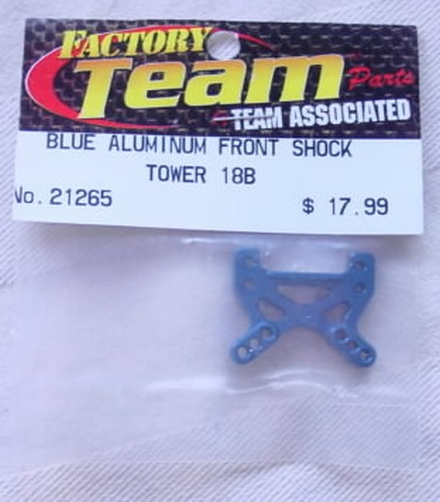 FACTORY
Team
Parts
TEAM ASSOCIATED
BLUE ALUMINUM FRONT SHOCK
TOWER 18B
No. 21265 $ 17.99